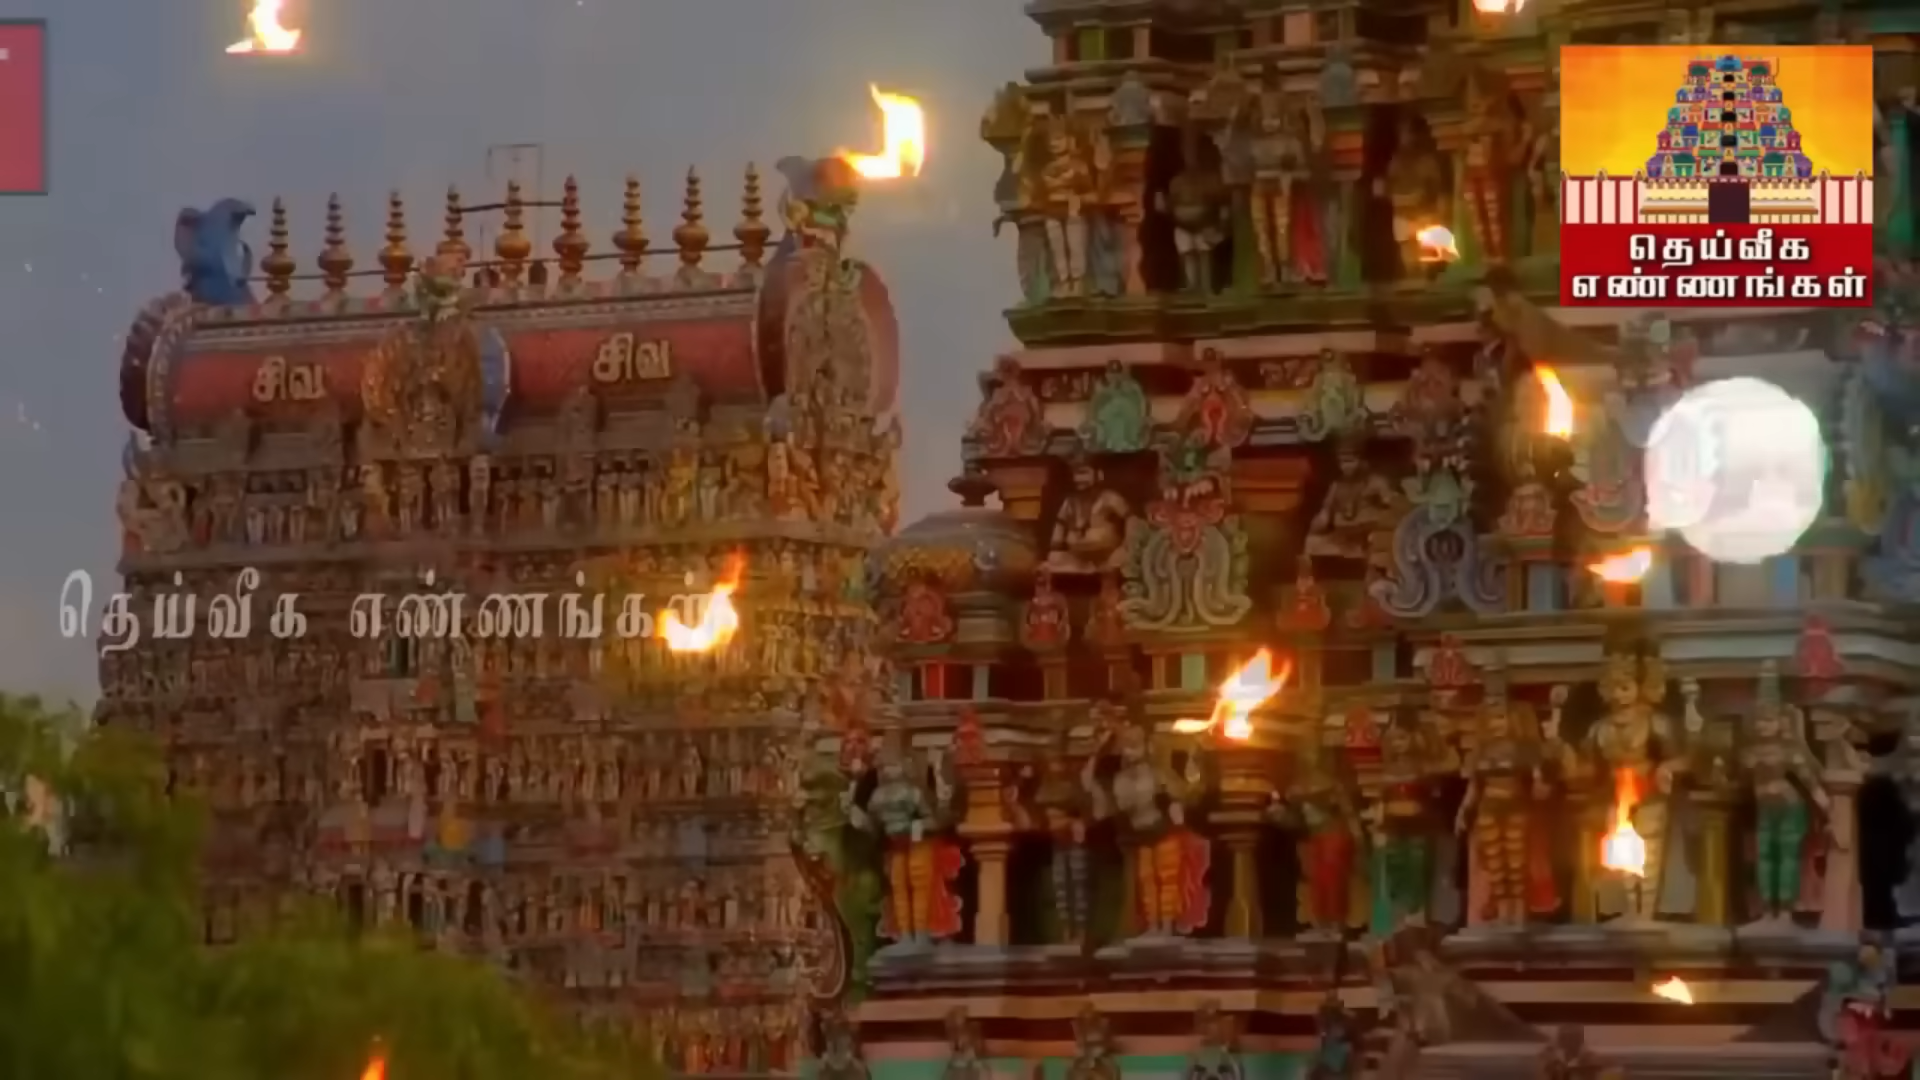 தெய்வீக
எண்ணங்கள்
சிவ சிவ
தெய்வீக எண்ணங்கள்